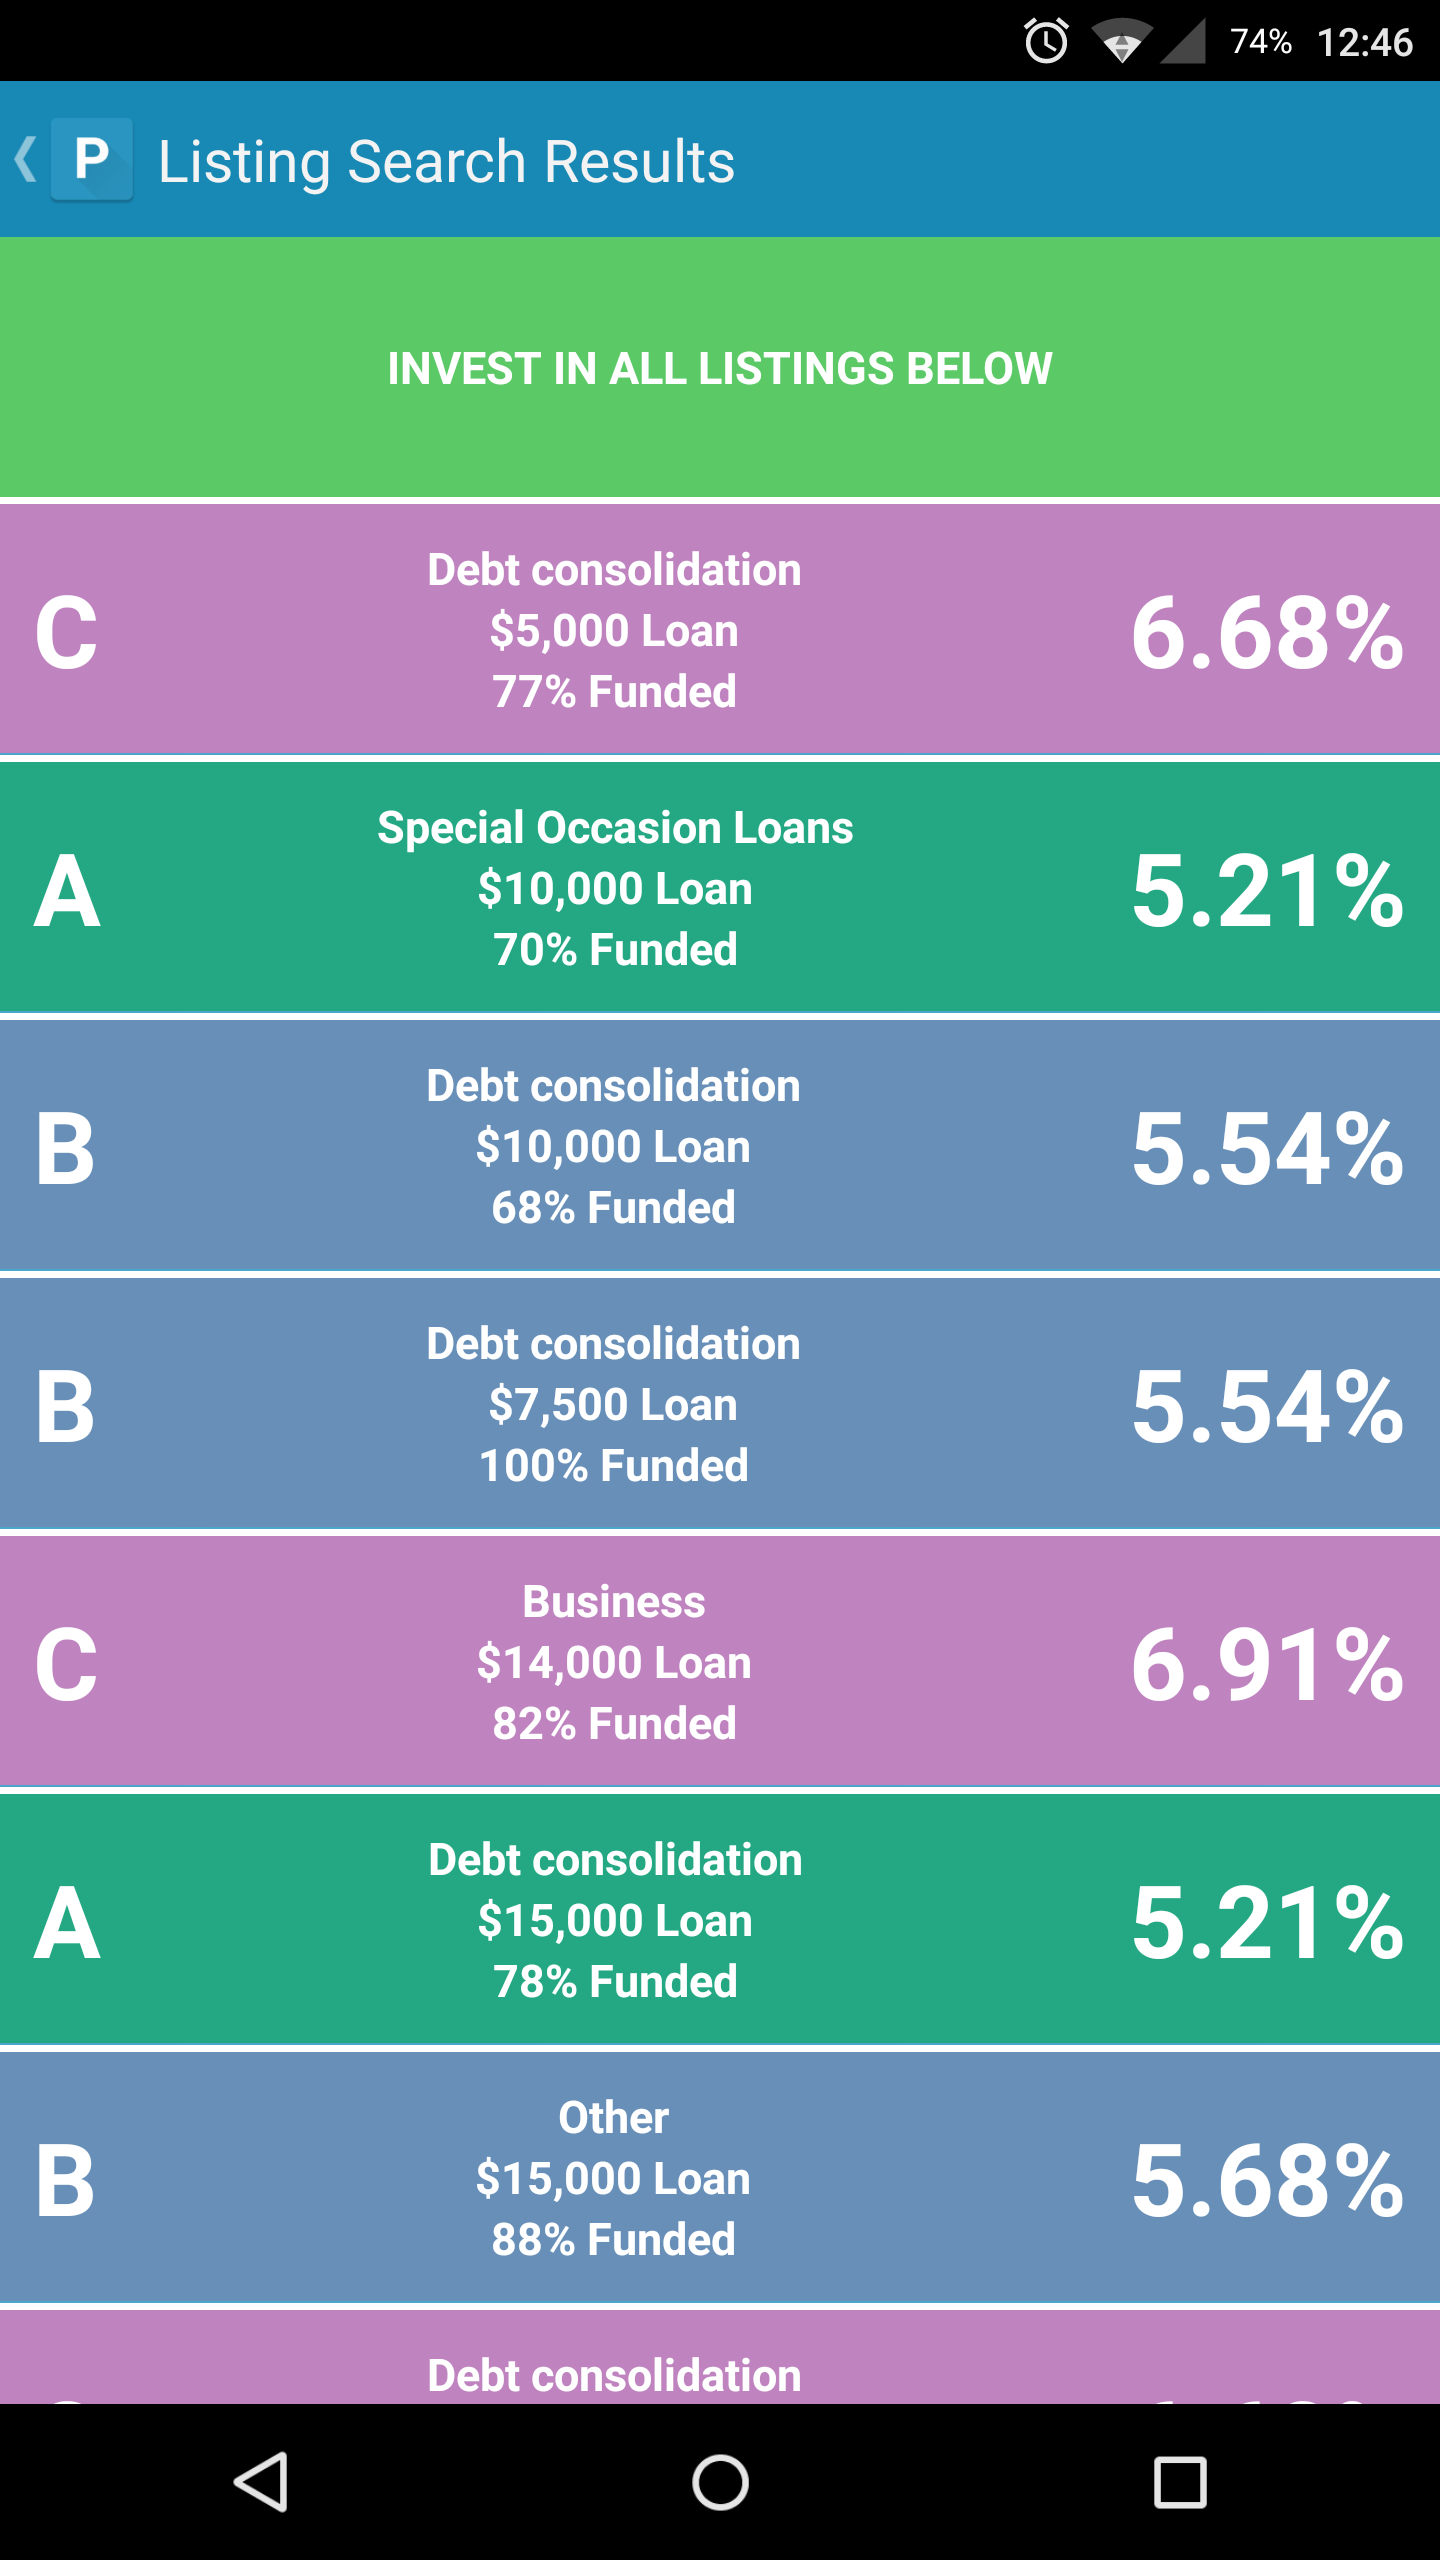 74% 12:46
P Listing Search Results
INVEST IN ALL LISTINGS BELOW
Debt consolidation
C $5,000 Loan 6.68%
77% Funded
Special Occasion Loans
A $10,000 Loan 5.21%
70% Funded
Debt consolidation
B $10,000 Loan 5.54%
68% Funded
Debt consolidation
B $7,500 Loan 5.54%
100% Funded
Business
C $14,000 Loan 6.91%
82% Funded
Debt consolidation
A $15,000 Loan 5.21%
78% Funded
Other
B $15,000 Loan 5.68%
88% Funded
Debt consolidation